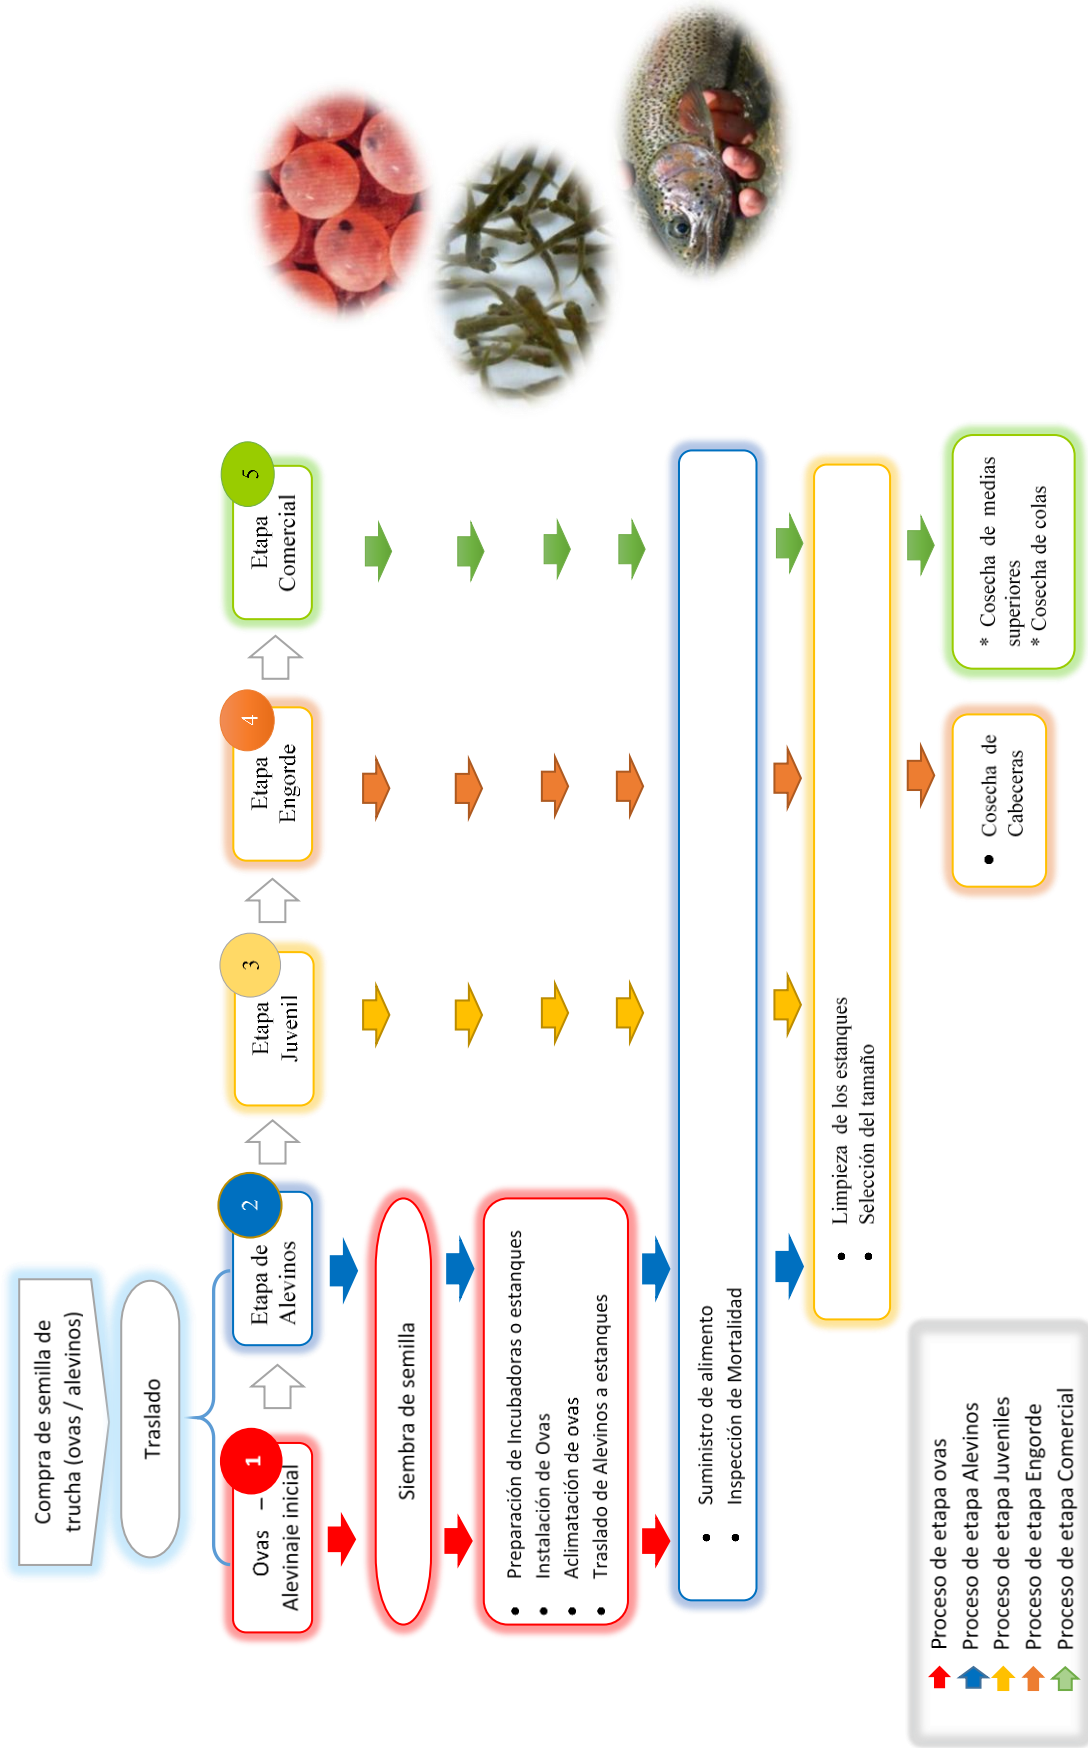 Compra de semilla de
trucha (ovas / alevinos)
Traslado
1
Ovas –
Alevinaje inicial
2
Etapa de
Alevinos
3
Etapa
Juvenil
4
Etapa
Engorde
5
Etapa
Comercial
Siembra de semilla
• Preparación de Incubadoras o estanques
• Instalación de Ovas
• Aclimatación de ovas
• Traslado de Alevinos a estanques
• Suministro de alimento
• Inspección de Mortalidad
• Limpieza de los estanques
• Selección del tamaño
• Cosecha de
Cabeceras
* Cosecha de medias
superiores
* Cosecha de colas
Proceso de etapa ovas
Proceso de etapa Alevinos
Proceso de etapa Juveniles
Proceso de etapa Engorde
Proceso de etapa Comercial